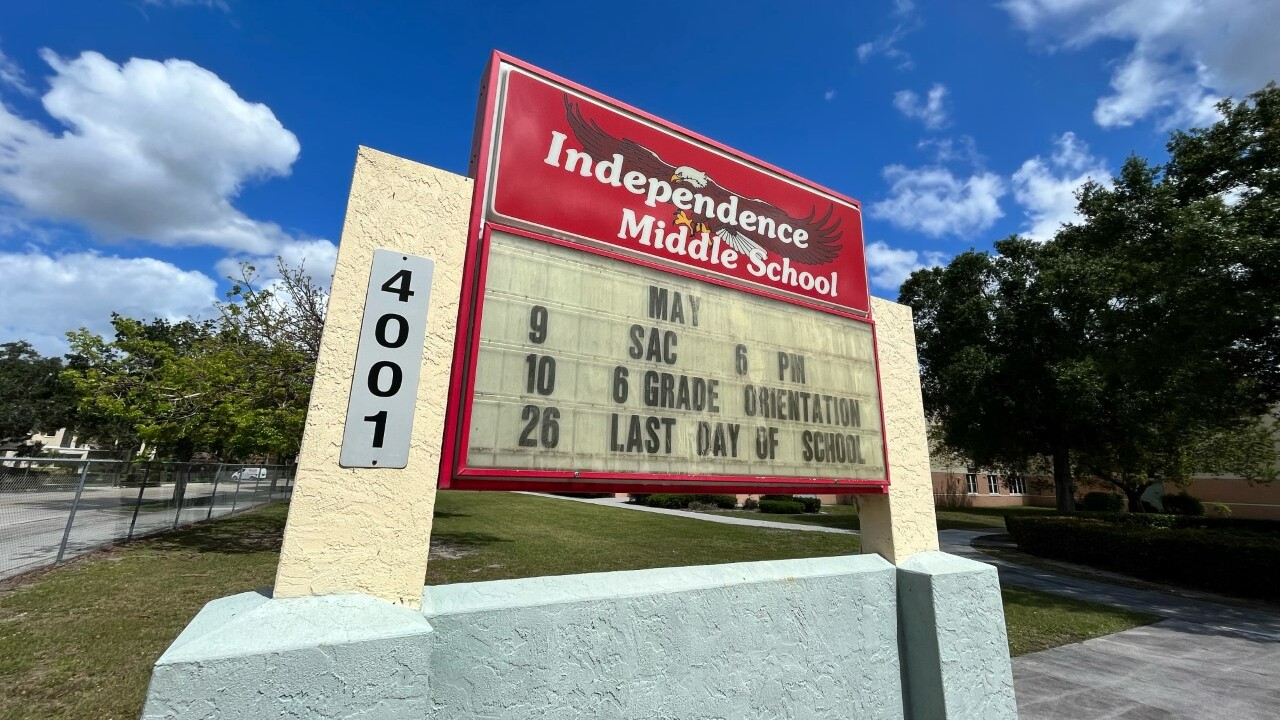 4001
Independence
Middle School
MAY
9 SAC 6 PM
10 6 GRADE ORIENTATION
26 LAST DAY OF SCHOOL